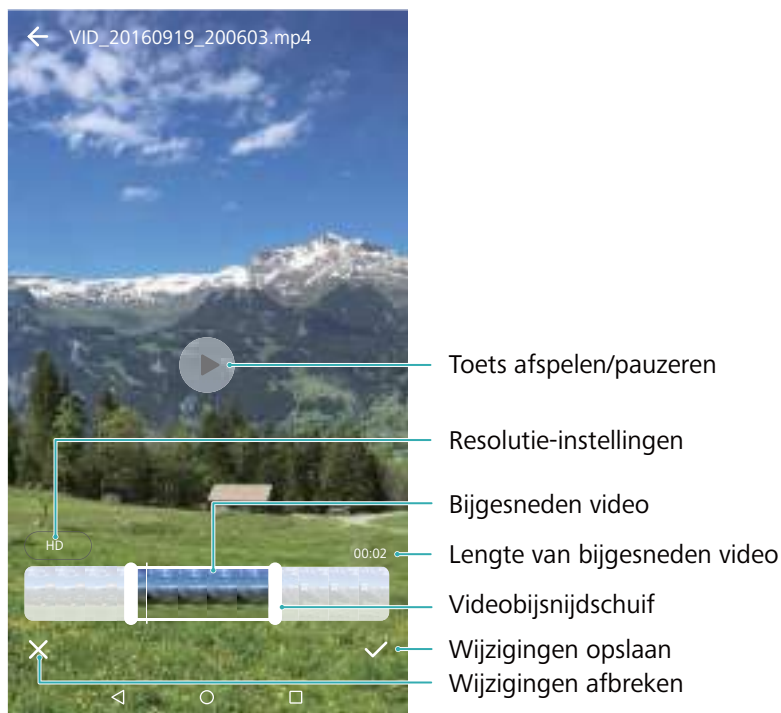 VID_20160919_200603.mp4
Toets afspelen/pauzeren
Resolutie-instellingen
Bijgesneden video
HD
00:02
Lengte van bijgesneden video
Videobijsnijdschuif
Wijzigingen opslaan
Wijzigingen afbreken